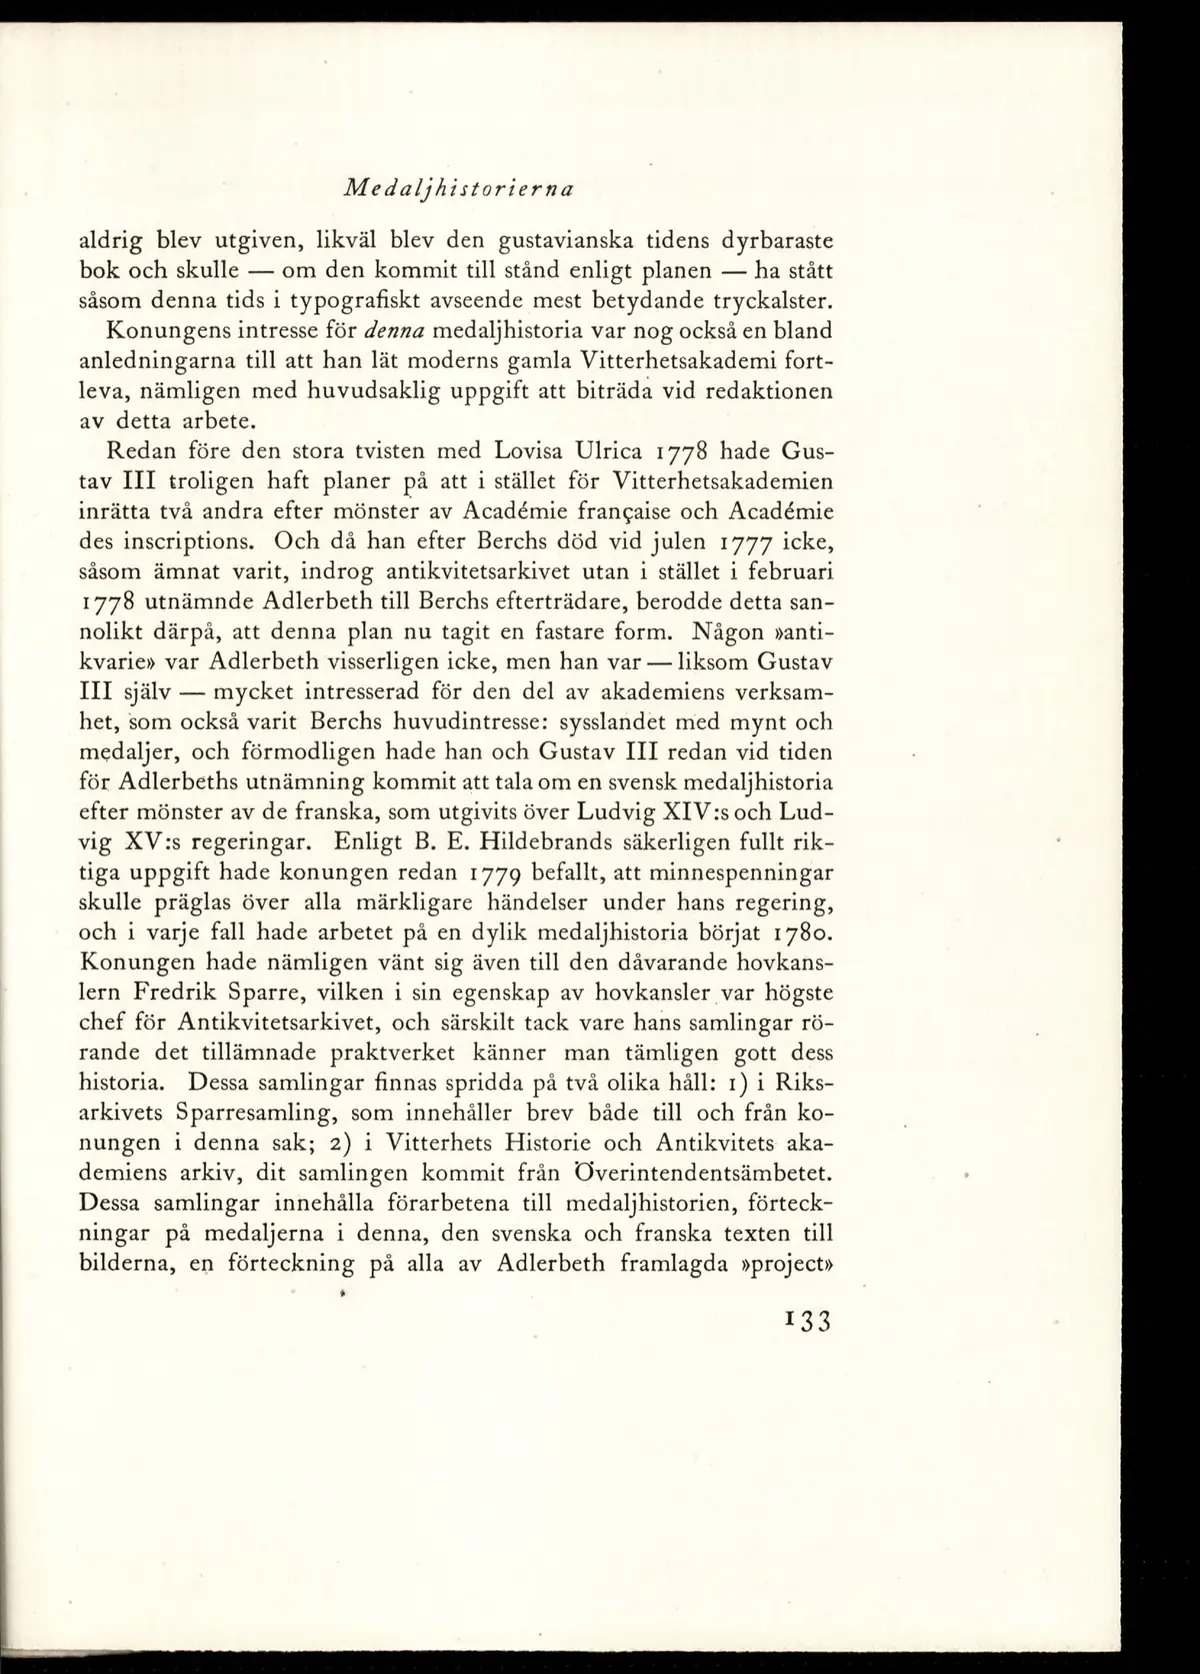 Medaljhistorierna
aldrig blev utgiven, likväl blev den gustavianska tidens dyrbaraste
bok och skulle — om den kommit till stånd enligt planen — ha stått
såsom denna tids i typografiskt avseende mest betydande tryckalster.
Konungens intresse för denna medaljhistoria var nog också en bland
anledningarna till att han lät moderns gamla Vitterhetsakademi fort-
leva, nämligen med huvudsaklig uppgift att biträda vid redaktionen
av detta arbete.
Redan före den stora tvisten med Lovisa Ulrica 1778 hade Gus-
tav III troligen haft planer på att i stället för Vitterhetsakademien
inrätta två andra efter mönster av Académie française och Académie
des inscriptions. Och då han efter Berchs död vid julen 1777 icke,
såsom ämnat varit, indrog antikvitetsarkivet utan i stället i februari
1778 utnämnde Adlerbeth till Berchs efterträdare, berodde detta san-
nolikt därpå, att denna plan nu tagit en fastare form. Någon »anti-
kvarie» var Adlerbeth visserligen icke, men han var — liksom Gustav
III själv — mycket intresserad för den del av akademiens verksam-
het, som också varit Berchs huvudintresse: sysslandet med mynt och
medaljer, och förmodligen hade han och Gustav III redan vid tiden
för Adlerbeths utnämning kommit att tala om en svensk medaljhistoria
efter mönster av de franska, som utgivits över Ludvig XIV:s och Lud-
vig XV:s regeringar. Enligt B. E. Hildebrands säkerligen fullt rik-
tiga uppgift hade konungen redan 1779 befallt, att minnespenningar
skulle präglas över alla märkligare händelser under hans regering,
och i varje fall hade arbetet på en dylik medaljhistoria börjat 1780.
Konungen hade nämligen vänt sig även till den dåvarande hovkans-
lern Fredrik Sparre, vilken i sin egenskap av hovkansler var högste
chef för Antikvitetsarkivet, och särskilt tack vare hans samlingar rö-
rande det tillämnade praktverket känner man tämligen gott dess
historia. Dessa samlingar finnas spridda på två olika håll: 1) i Riks-
arkivets Sparresamling, som innehåller brev både till och från ko-
nungen i denna sak; 2) i Vitterhets Historie och Antikvitets aka-
demiens arkiv, dit samlingen kommit från Överintendentsämbetet.
Dessa samlingar innehålla förarbetena till medaljhistorien, förteck-
ningar på medaljerna i denna, den svenska och franska texten till
bilderna, en förteckning på alla av Adlerbeth framlagda »project»
133